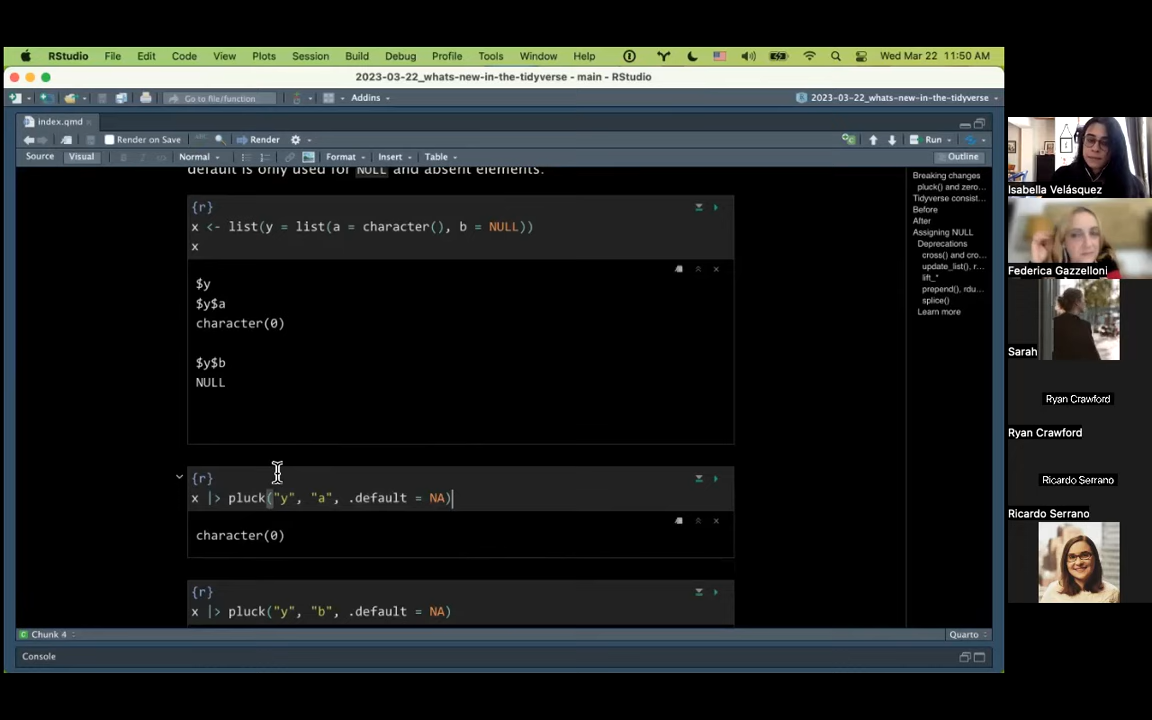 RStudio File Edit Code View Plots Session Build Debug Profile Tools Window Help Wed Mar 22 11:50 AM
2023-03-22_whats-new-in-the-tidyverse - main - RStudio
Go to file/function Addins 2023-03-22_whats-new-in-the-tidyverse
index.qmd
Render on Save Render Run
Source Visual B I Normal Format Insert Table Outline
default is only used for NULL and absent elements.
{r}
x <- list(y = list(a = character(), b = NULL))
x
$y
$y$a
character(0)
$y$b
NULL
{r}
x |> pluck("y", "a", .default = NA)
character(0)
{r}
x |> pluck("y", "b", .default = NA)
Breaking changes
pluck() and zero...
Tidyverse consist...
Before
After
Assigning NULL
Deprecations
cross() and cro...
update_list(), r...
lift_*
prepend(), rdu...
splice()
Learn more
Chunk 4 Quarto
Console
Isabella Velásquez
Federica Gazzelloni
Sarah
Ryan Crawford
Ryan Crawford
Ricardo Serrano
Ricardo Serrano